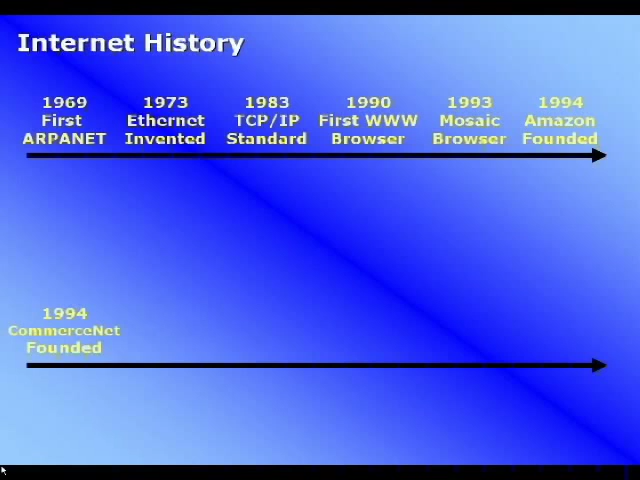 Internet History
1969 1973 1983 1990 1993 1994
First Ethernet TCP/IP First WWW Mosaic Amazon
ARPANET Invented Standard Browser Browser Founded
1994
CommerceNet
Founded